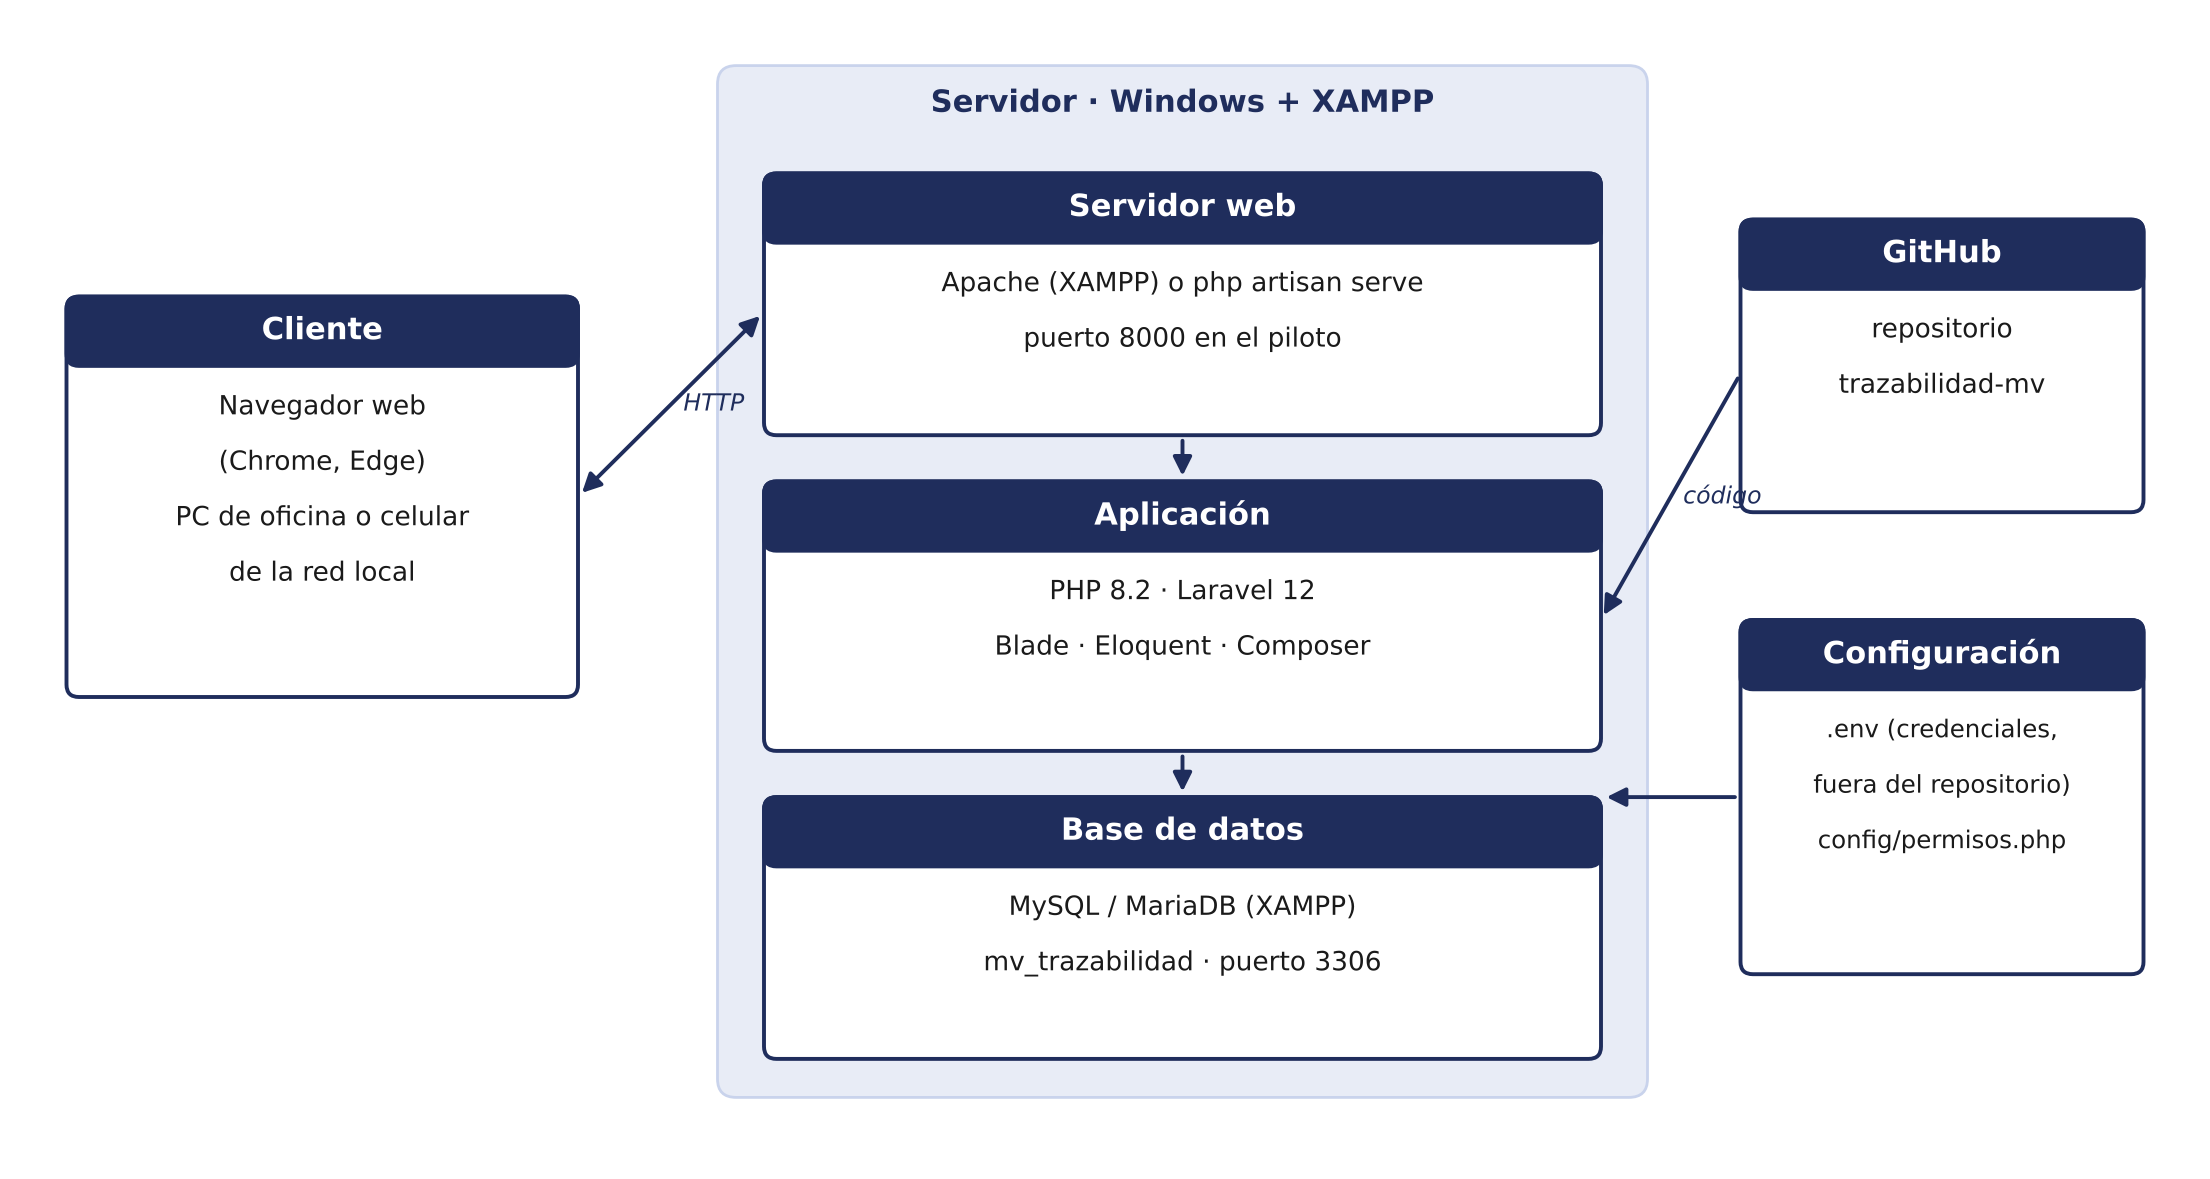 Servidor · Windows + XAMPP
Cliente
Navegador web
(Chrome, Edge)
PC de oficina o celular
de la red local
HTTP
Servidor web
Apache (XAMPP) o php artisan serve
puerto 8000 en el piloto
Aplicación
PHP 8.2 · Laravel 12
Blade · Eloquent · Composer
Base de datos
MySQL / MariaDB (XAMPP)
mv_trazabilidad · puerto 3306
GitHub
repositorio
trazabilidad-mv
código
Configuración
.env (credenciales,
fuera del repositorio)
config/permisos.php